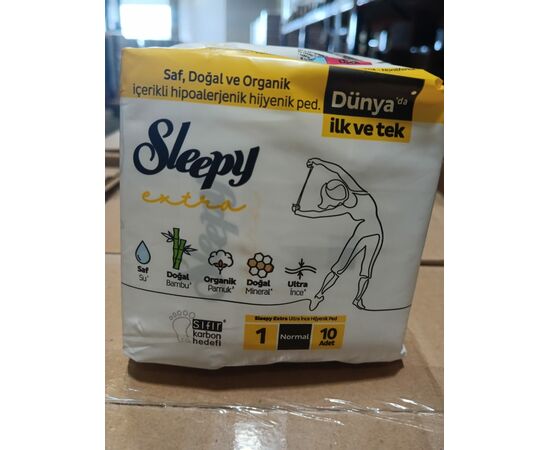 Saf, Doğal ve Organik
içerikli hipoalerjenik hijyenik ped.
Dünya'da
ilk ve tek
Sleepy
extra
Saf
Su*
Doğal
Bambu*
Organik
Pamuk*
Doğal
Mineral*
Ultra
İnce*
Sıfır
karbon
hedefi
Sleepy Extra Ultra İnce Hijyenik Ped
1 Normal 10
Adet